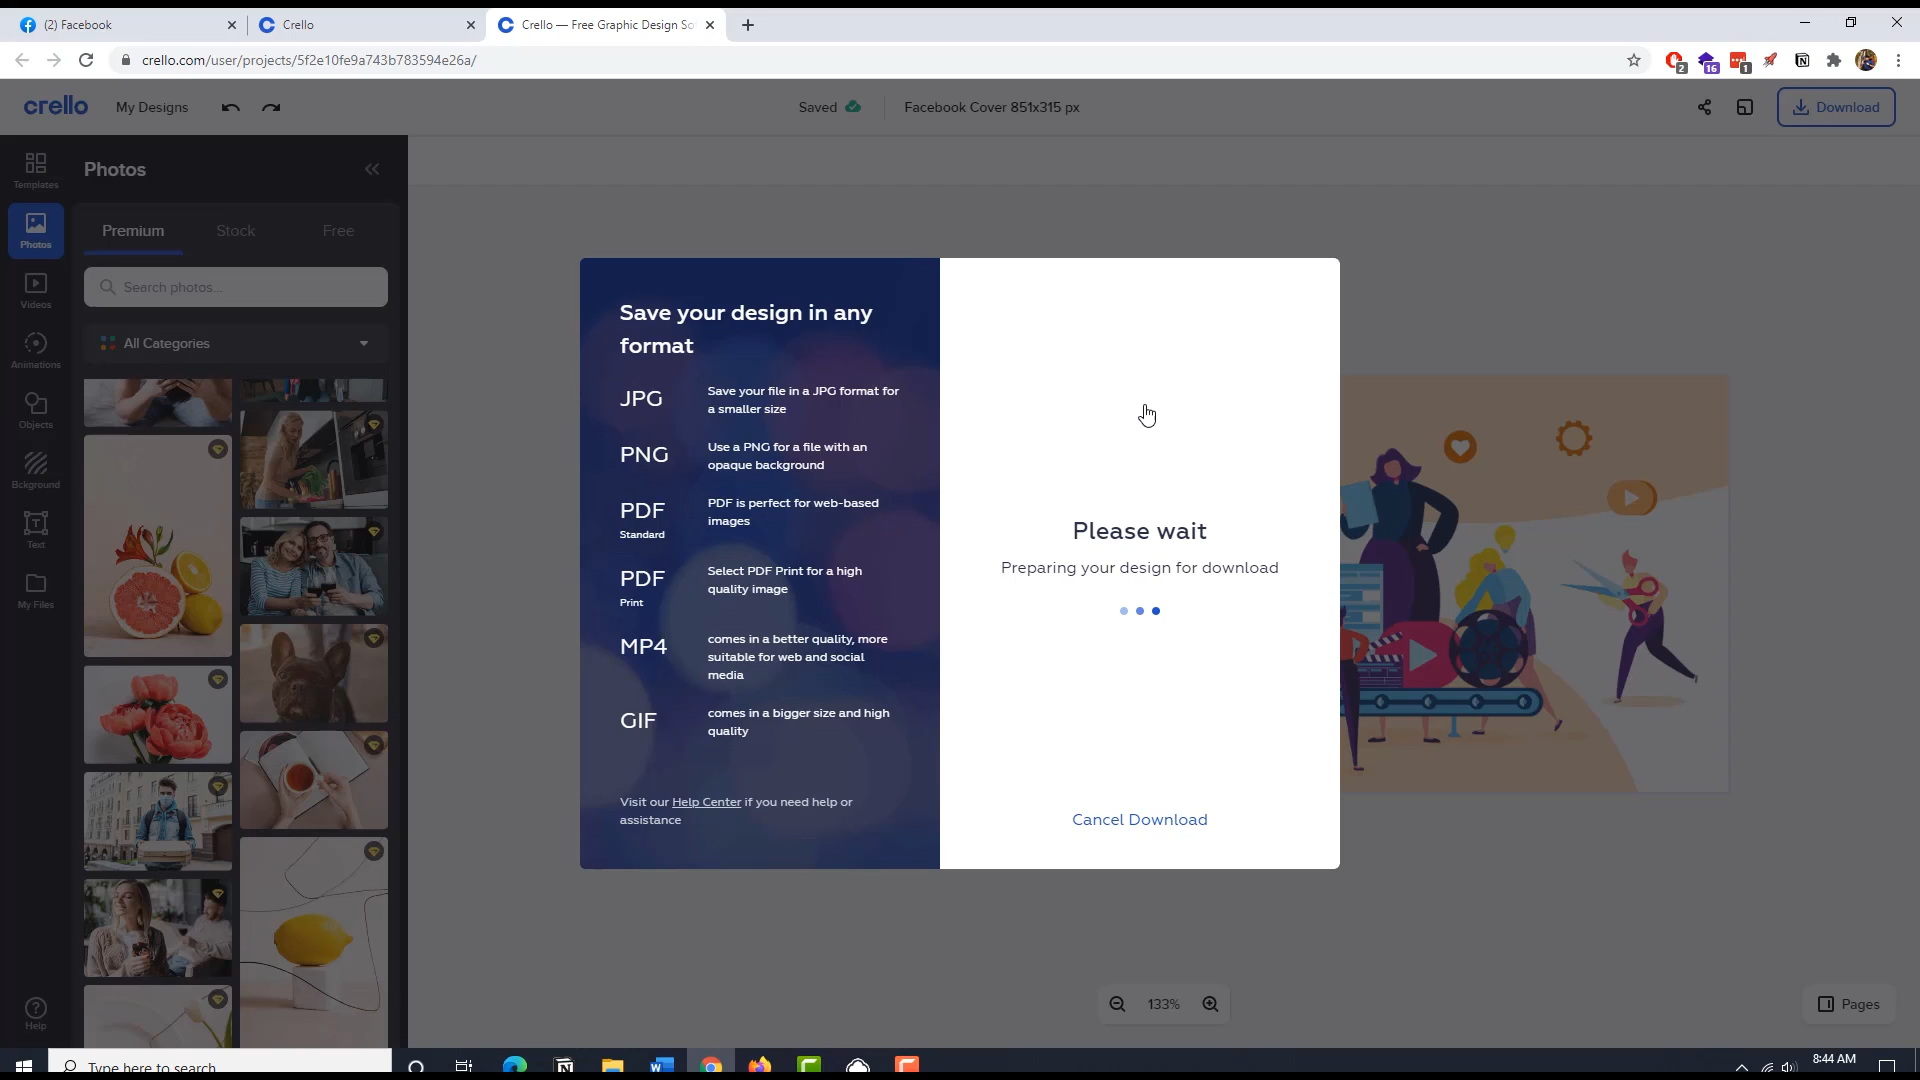 (2) Facebook
Crello
Crello — Free Graphic Design So
crello.com/user/projects/5f2e10fe9a743b783594e26a/
2
16
1
crello
My Designs
Saved
Facebook Cover 851x315 px
Download
Templates
Photos
Videos
Animations
Objects
Bckground
Text
My Files
Help
Photos
Premium
Stock
Free
Search photos...
All Categories
Save your design in any
format
JPG
Save your file in a JPG format for
a smaller size
PNG
Use a PNG for a file with an
opaque background
PDF
Standard
PDF is perfect for web-based
images
PDF
Print
Select PDF Print for a high
quality image
MP4
comes in a better quality, more
suitable for web and social
media
GIF
comes in a bigger size and high
quality
Visit our Help Center if you need help or
assistance
Please wait
Preparing your design for download
Cancel Download
133%
Pages
Type here to search
8:44 AM